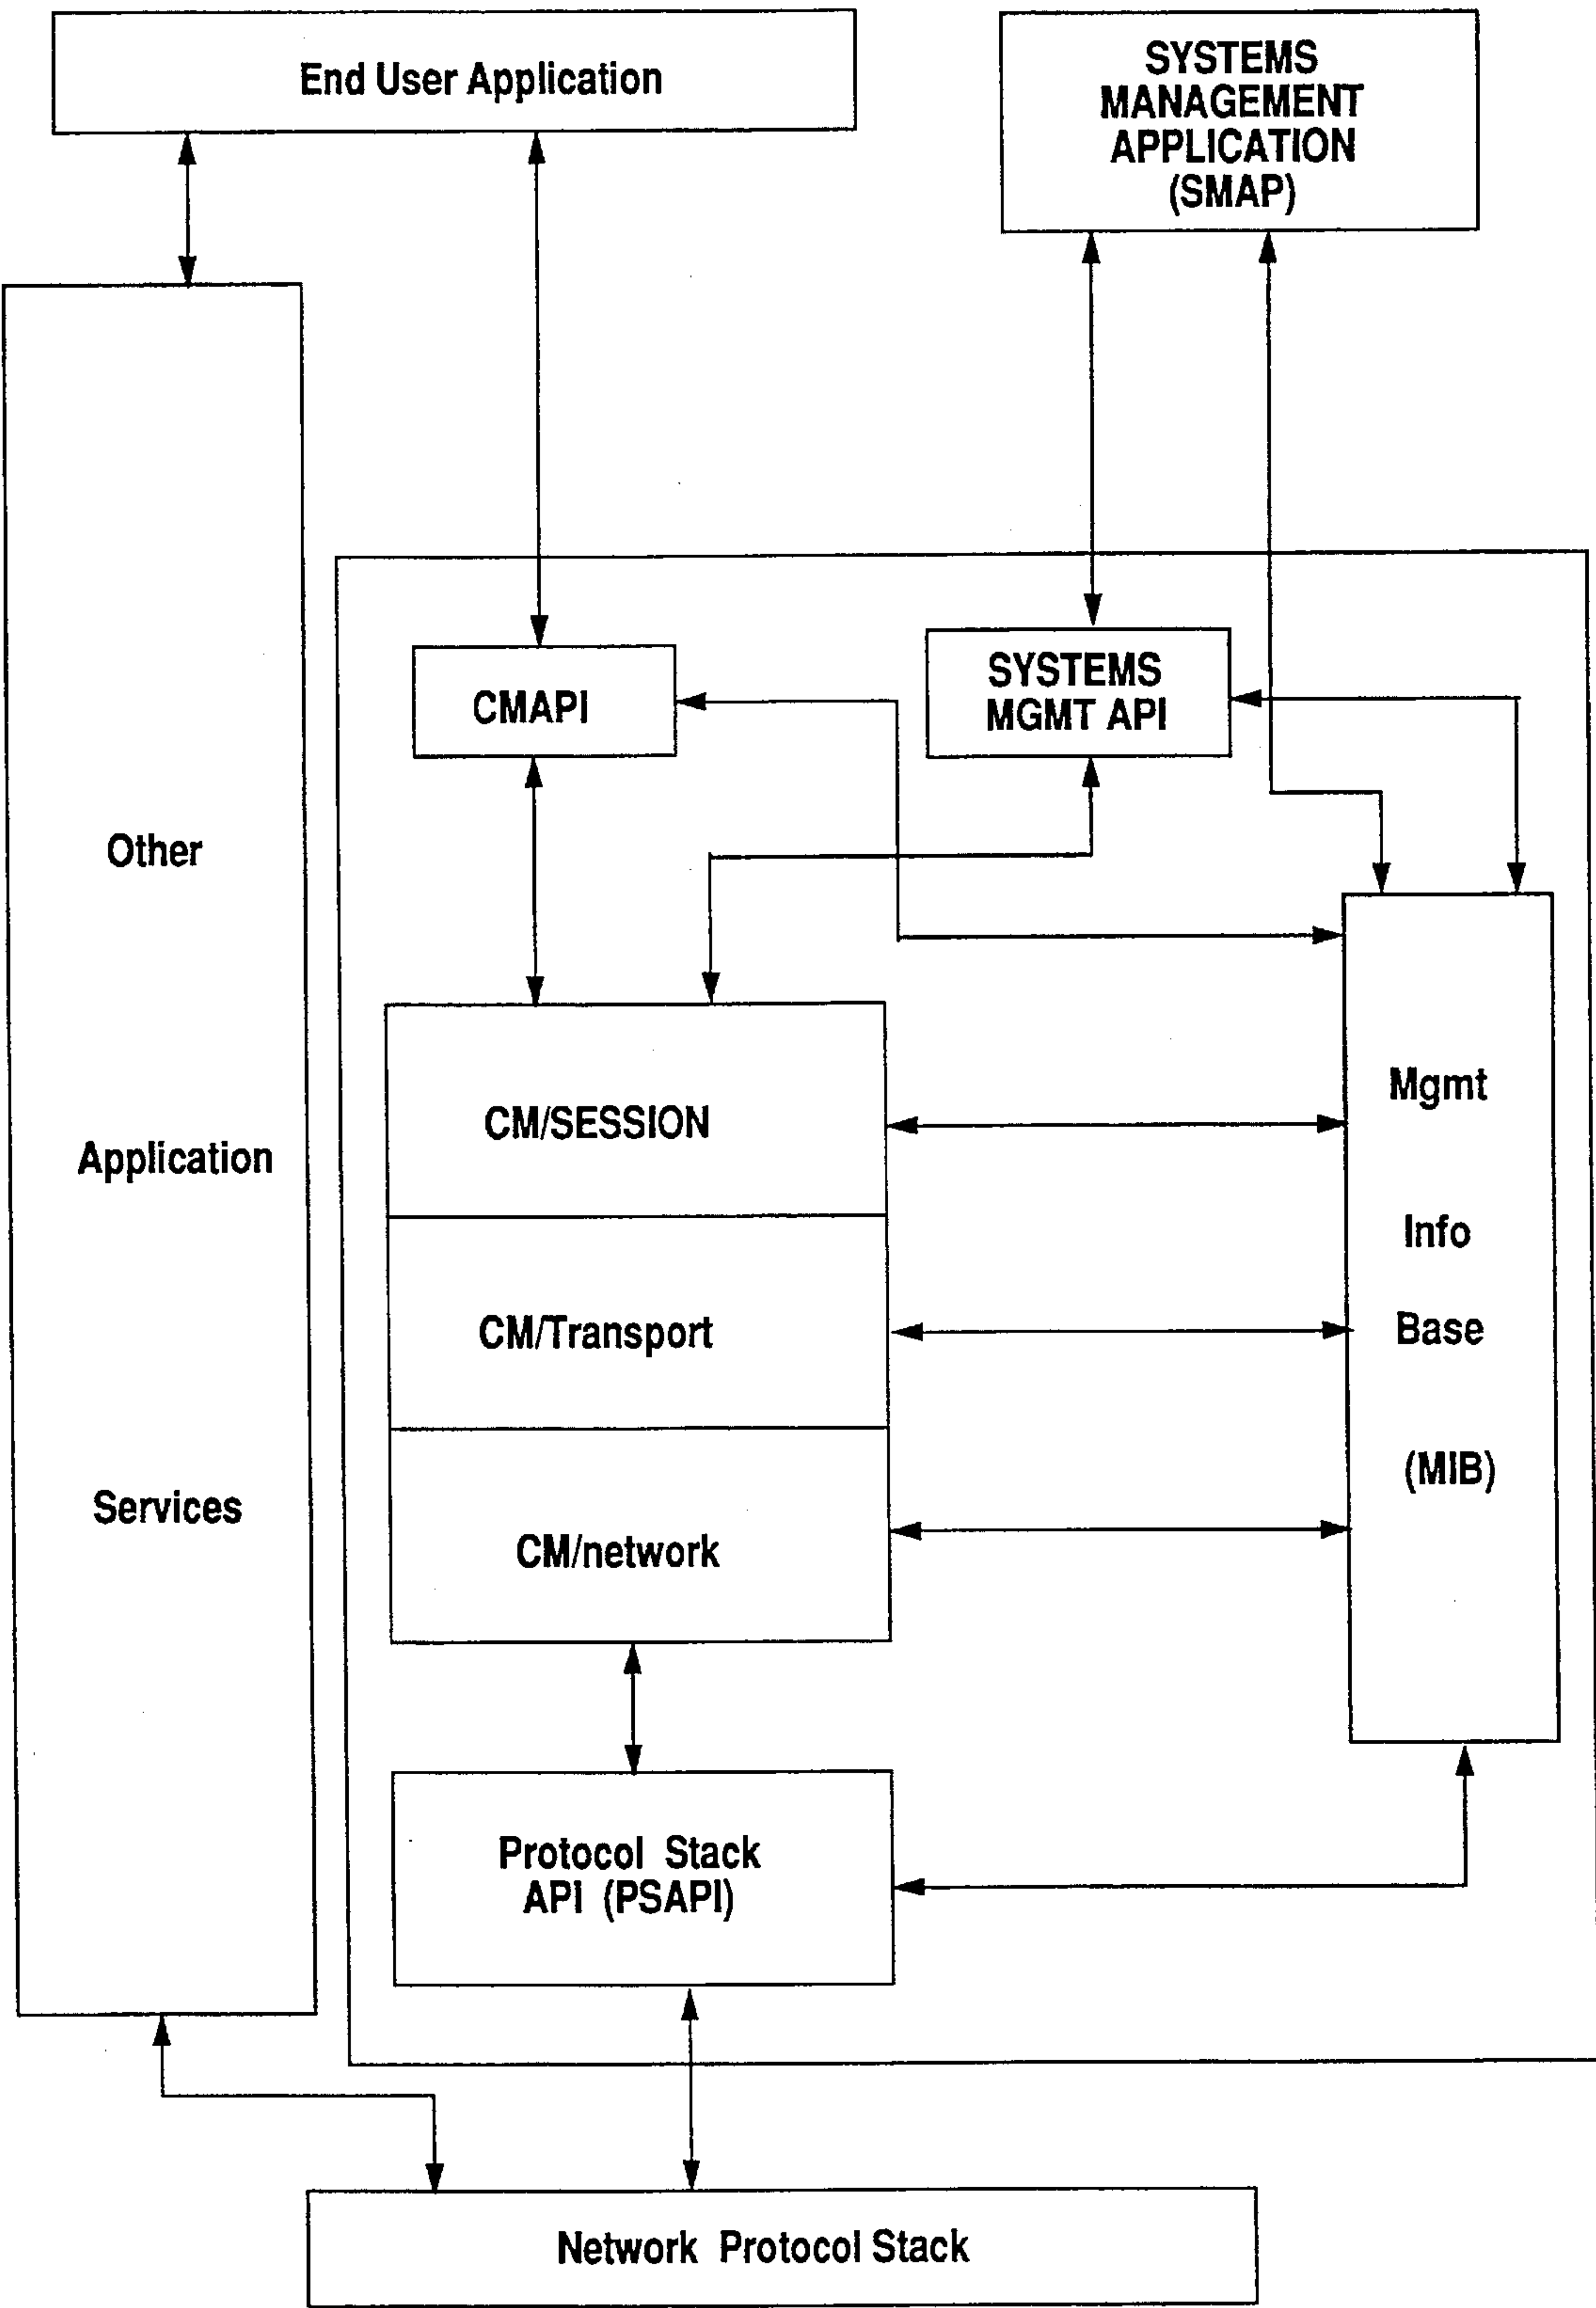 End User Application
SYSTEMS
MANAGEMENT
APPLICATION
(SMAP)
CMAPI
SYSTEMS
MGMT API
Other
Application
Services
CM/SESSION
CM/Transport
CM/network
Mgmt
Info
Base
(MIB)
Protocol Stack
API (PSAPI)
Network Protocol Stack